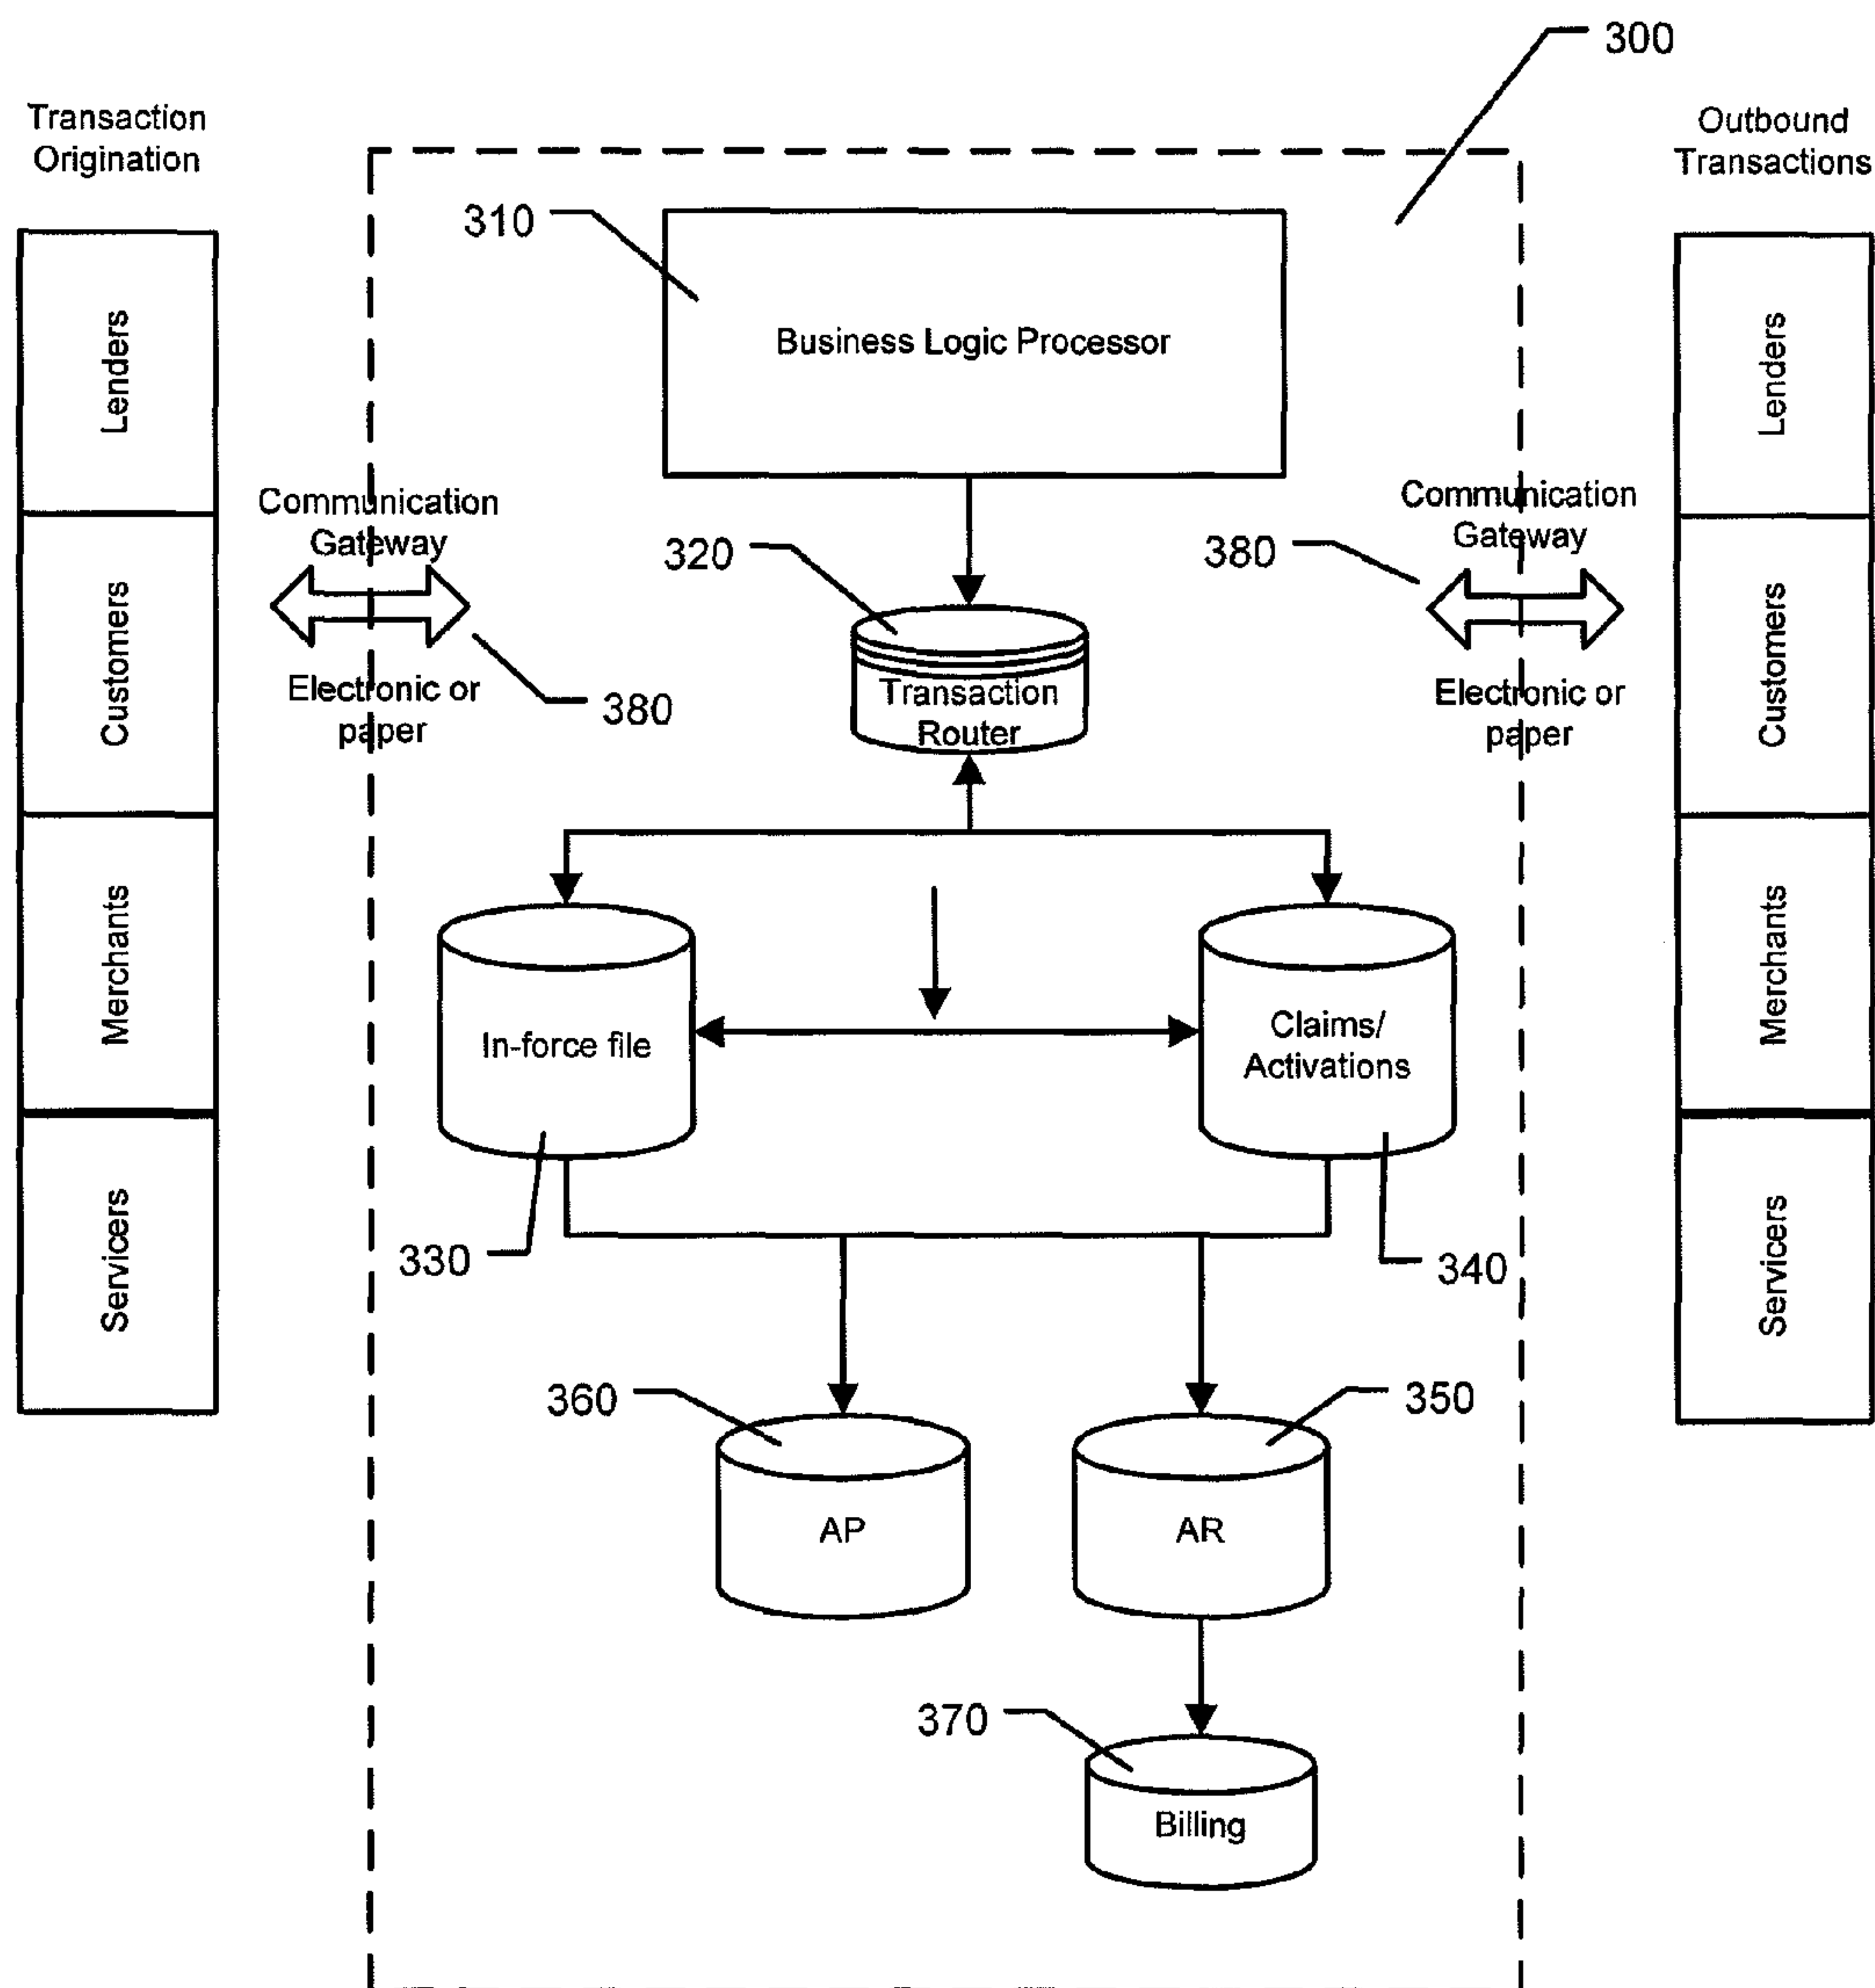 300
Transaction
Origination
Outbound
Transactions
310
Business Logic Processor
Lenders
Lenders
Communication
Gateway
Communication
Gateway
320
380
Customers
Customers
Transaction
Router
Electronic or
paper
380
Electronic or
paper
Merchants
Merchants
In-force file
Claims/
Activations
Servicers
Servicers
330
340
360
350
AP
AR
370
Billing